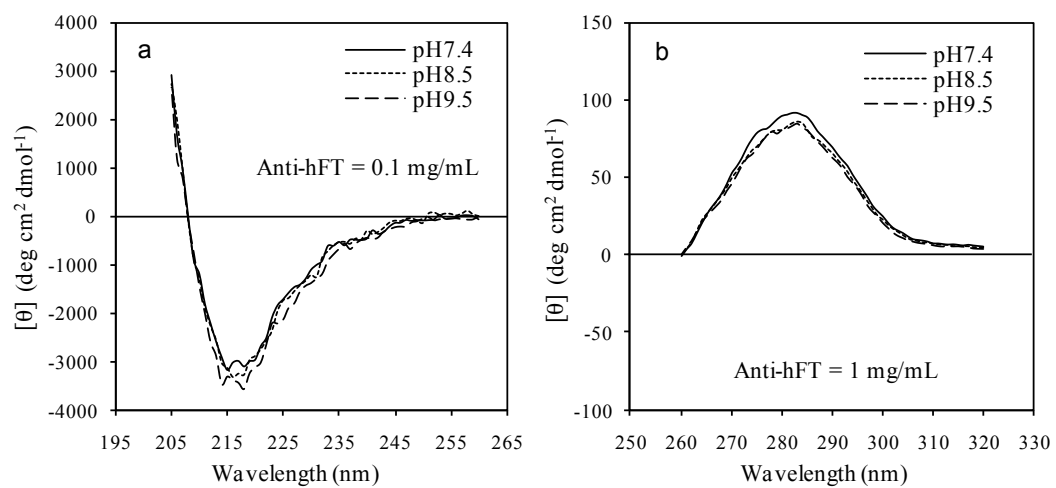 a
4000
3000
2000
1000
0
-1000
-2000
-3000
-4000
[θ] (deg cm² dmol⁻¹)
pH7.4
pH8.5
pH9.5
Anti-hFT = 0.1 mg/mL
195 205 215 225 235 245 255 265
Wavelength (nm)
b
150
100
50
0
-50
-100
[θ] (deg cm² dmol⁻¹)
pH7.4
pH8.5
pH9.5
Anti-hFT = 1 mg/mL
250 260 270 280 290 300 310 320 330
Wavelength (nm)